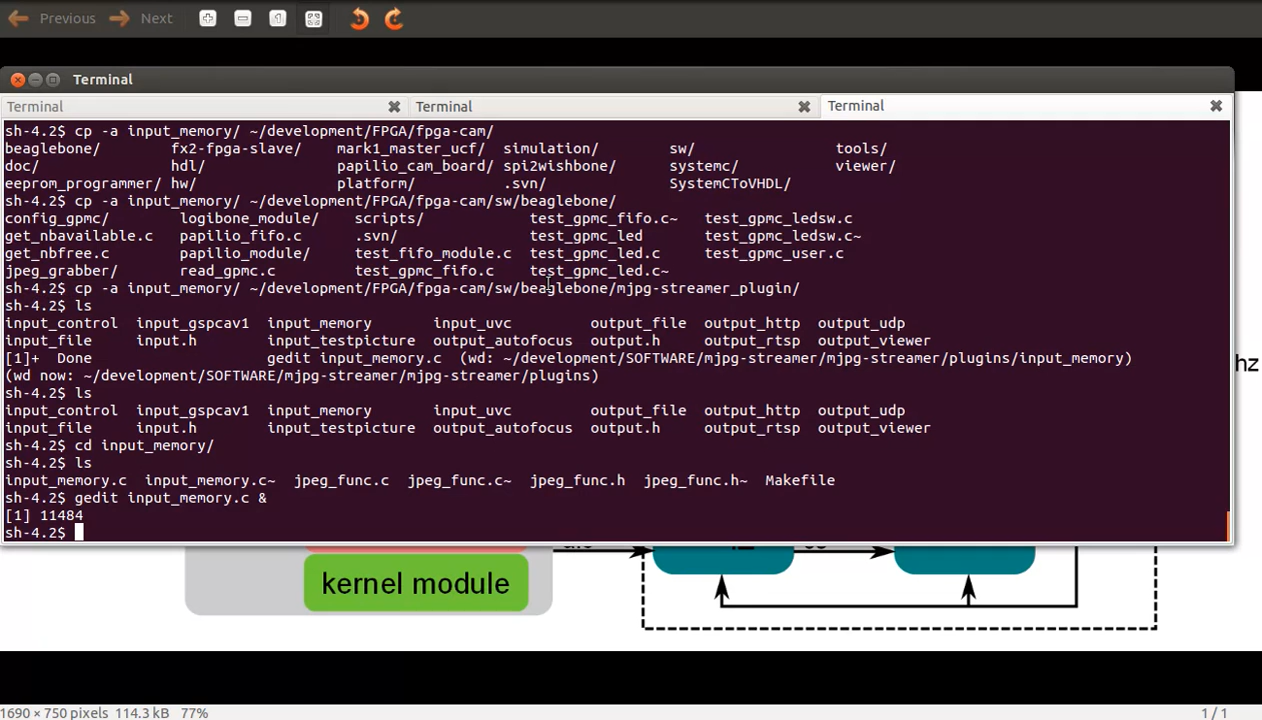 Previous Next
Terminal
Terminal Terminal Terminal
sh-4.2$ cp -a input_memory/ ~/development/FPGA/fpga-cam/
beaglebone/ fx2-fpga-slave/ mark1_master_ucf/ simulation/ sw/ tools/
doc/ hdl/ papilio_cam_board/ spi2wishbone/ systemc/ viewer/
eeprom_programmer/ hw/ platform/ .svn/ SystemCToVHDL/
sh-4.2$ cp -a input_memory/ ~/development/FPGA/fpga-cam/sw/beaglebone/
config_gpmc/ logibone_module/ scripts/ test_gpmc_fifo.c~ test_gpmc_ledsw.c
get_nbavailable.c papilio_fifo.c .svn/ test_gpmc_led test_gpmc_ledsw.c~
get_nbfree.c papilio_module/ test_fifo_module.c test_gpmc_led.c test_gpmc_user.c
jpeg_grabber/ read_gpmc.c test_gpmc_fifo.c test_gpmc_led.c~
sh-4.2$ cp -a input_memory/ ~/development/FPGA/fpga-cam/sw/beaglebone/mjpg-streamer_plugin/
sh-4.2$ ls
input_control input_gspcav1 input_memory input_uvc output_file output_http output_udp
input_file input.h input_testpicture output_autofocus output.h output_rtsp output_viewer
[1]+ Done gedit input_memory.c (wd: ~/development/SOFTWARE/mjpg-streamer/mjpg-streamer/plugins/input_memory)
(wd now: ~/development/SOFTWARE/mjpg-streamer/mjpg-streamer/plugins)
sh-4.2$ ls
input_control input_gspcav1 input_memory input_uvc output_file output_http output_udp
input_file input.h input_testpicture output_autofocus output.h output_rtsp output_viewer
sh-4.2$ cd input_memory/
sh-4.2$ ls
input_memory.c input_memory.c~ jpeg_func.c jpeg_func.c~ jpeg_func.h jpeg_func.h~ Makefile
sh-4.2$ gedit input_memory.c &
[1] 11484
sh-4.2$
hz
kernel module
1690 × 750 pixels 114.3 kB 77% 1 / 1